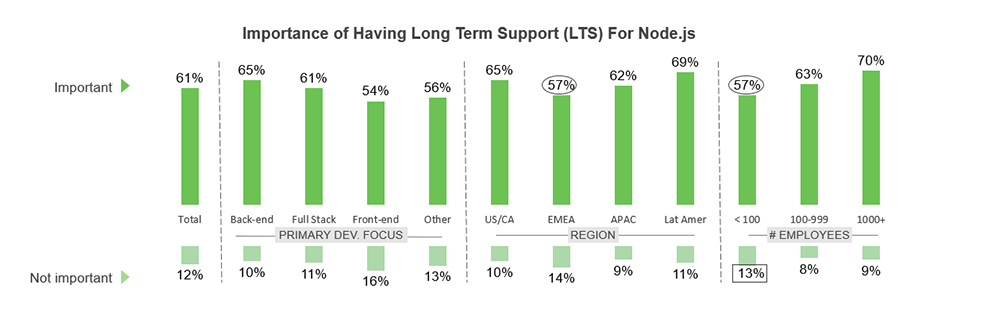 Importance of Having Long Term Support (LTS) For Node.js
Important
61% 65% 61% 54% 56% 65% 57% 62% 69% 57% 63% 70%
Total Back-end Full Stack Front-end Other US/CA EMEA APAC Lat Amer < 100 100-999 1000+
PRIMARY DEV. FOCUS REGION # EMPLOYEES
Not important
12% 10% 11% 16% 13% 10% 14% 9% 11% 13% 8% 9%